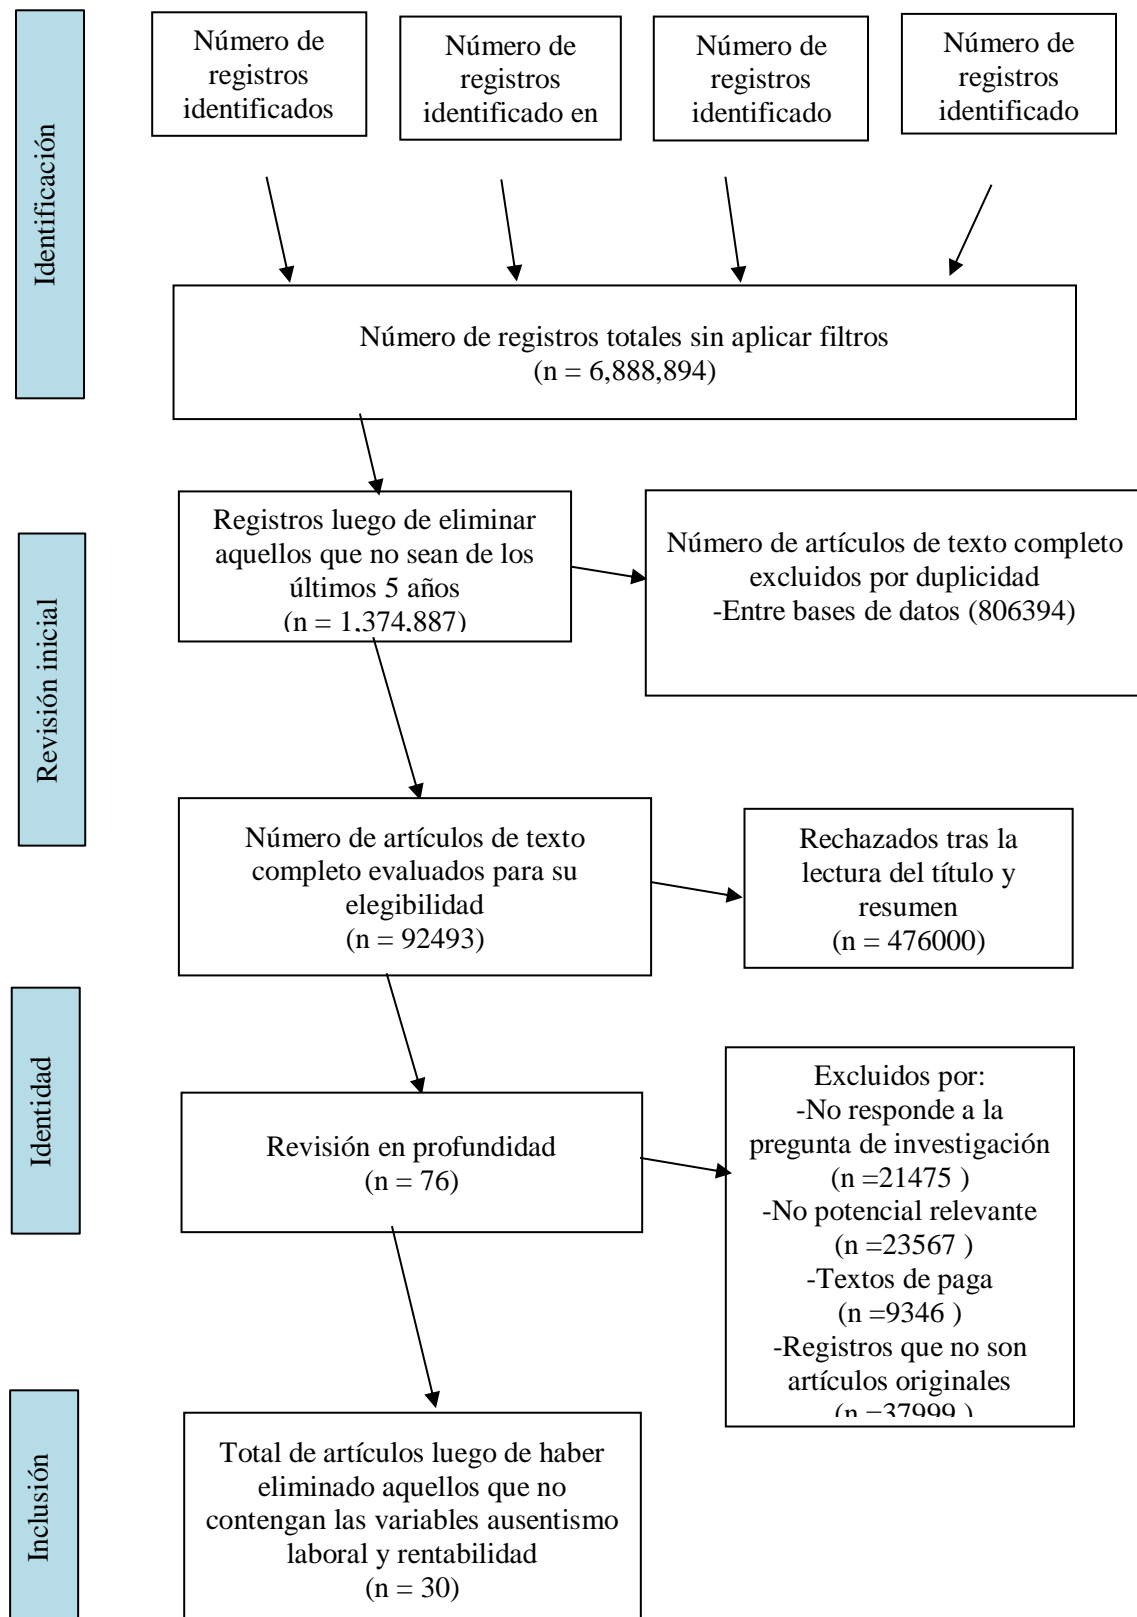 Identificación
Número de
registros
identificados
Número de
registros
identificado en
Número de
registros
identificado
Número de
registros
identificado
Número de registros totales sin aplicar filtros
(n = 6,888,894)
Revisión inicial
Registros luego de eliminar
aquellos que no sean de los
últimos 5 años
(n = 1,374,887)
Número de artículos de texto completo
excluidos por duplicidad
-Entre bases de datos (806394)
Número de artículos de texto
completo evaluados para su
elegibilidad
(n = 92493)
Rechazados tras la
lectura del título y
resumen
(n = 476000)
Identidad
Revisión en profundidad
(n = 76)
Excluidos por:
-No responde a la
pregunta de investigación
(n =21475 )
-No potencial relevante
(n =23567 )
-Textos de paga
(n =9346 )
-Registros que no son
artículos originales
(n =37999 )
Inclusión
Total de artículos luego de haber
eliminado aquellos que no
contengan las variables ausentismo
laboral y rentabilidad
(n = 30)